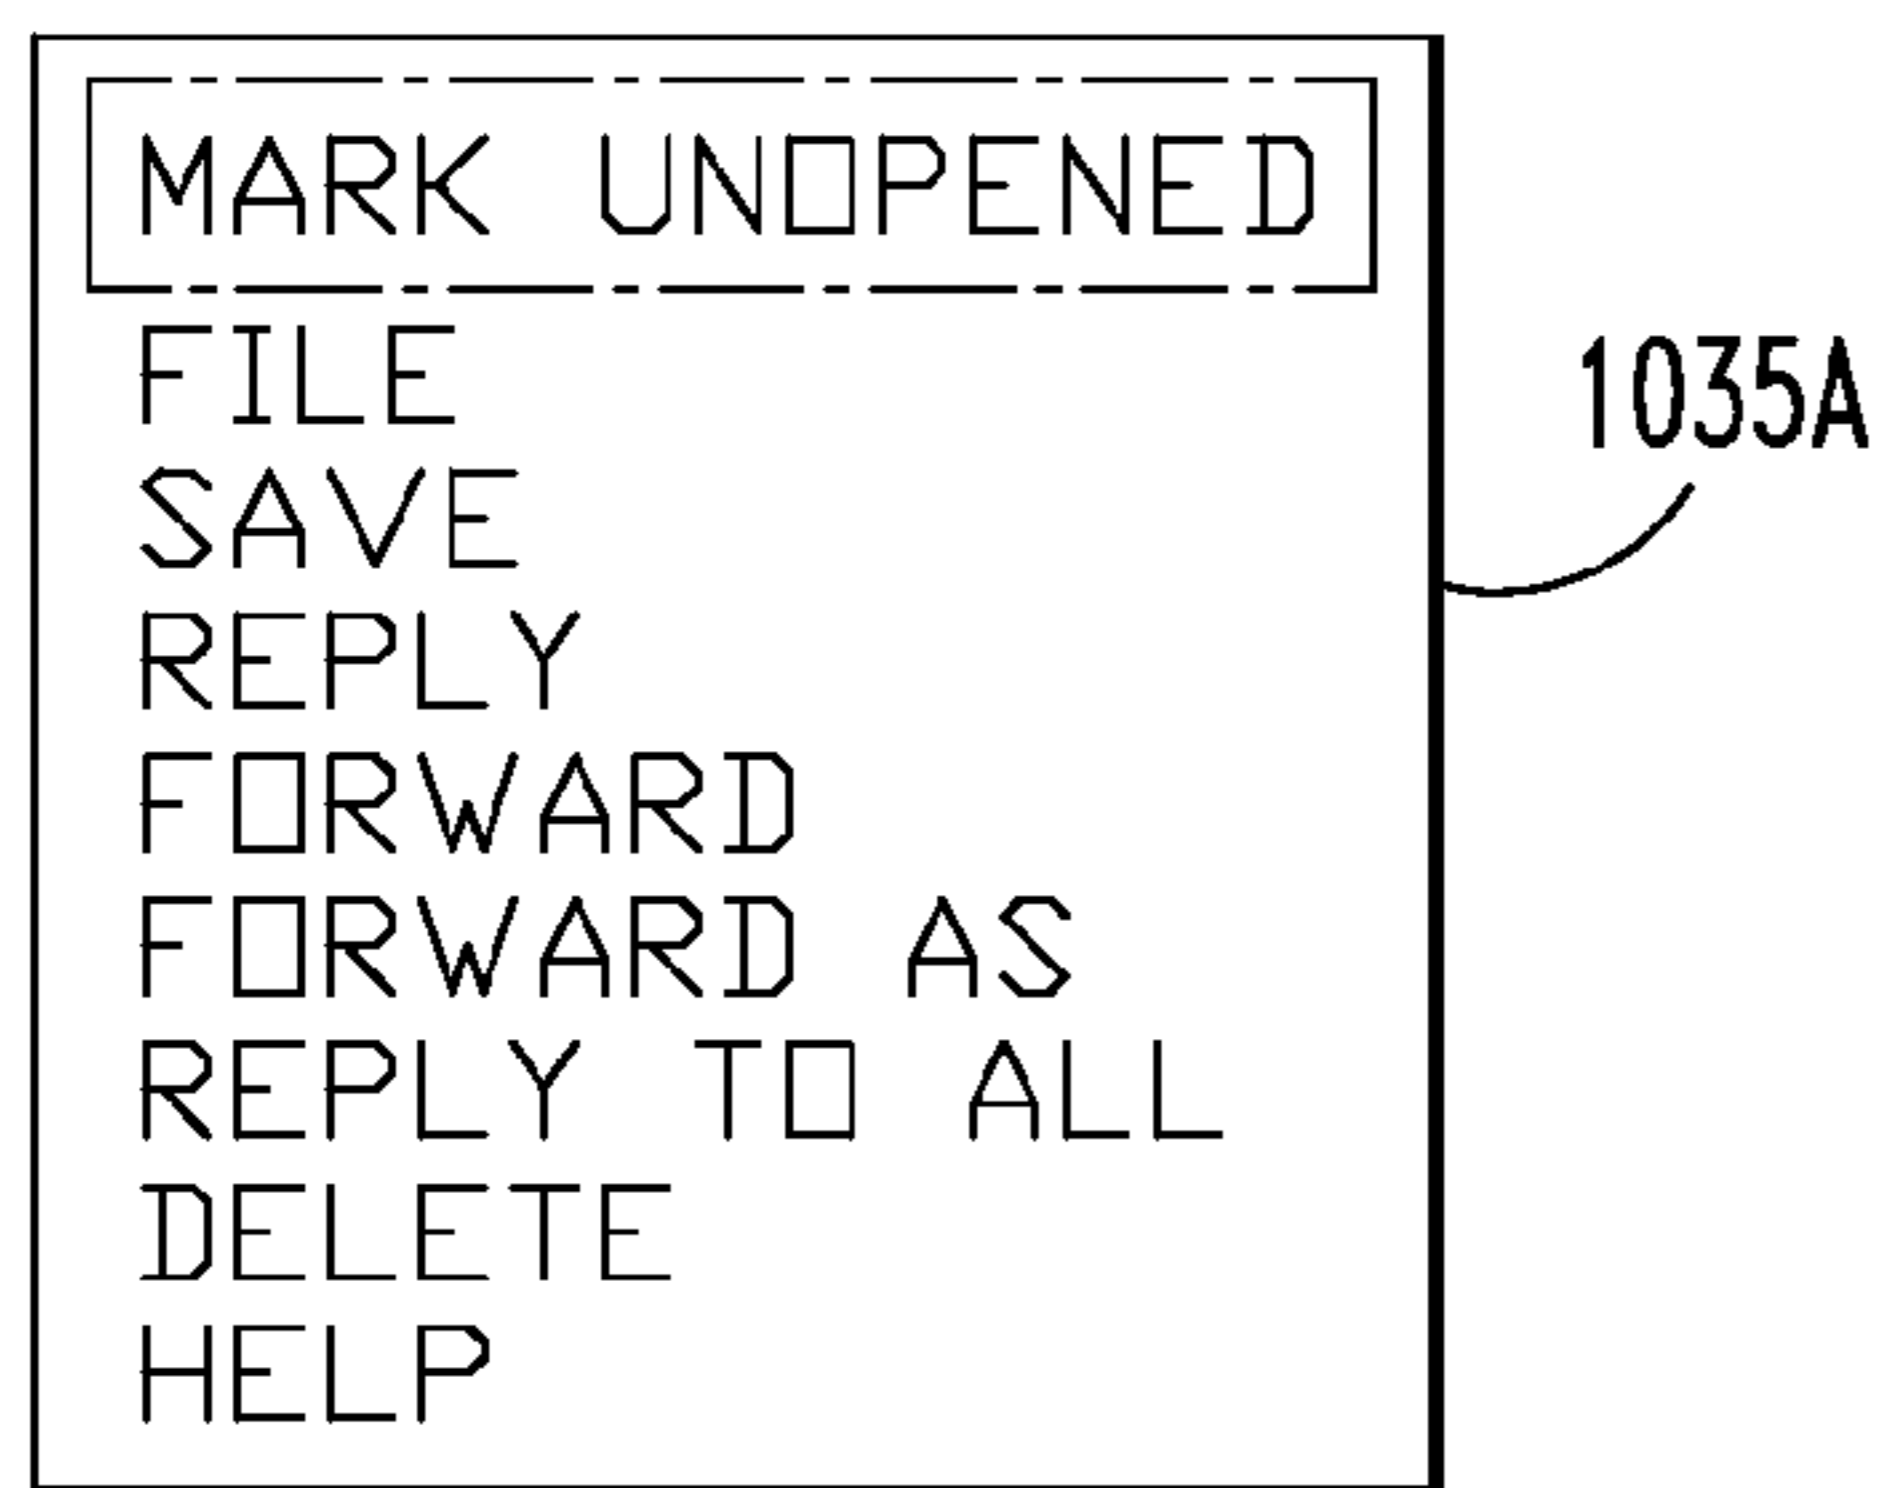 MARK UNOPENED
FILE
SAVE
REPLY
FORWARD
FORWARD AS
REPLY TO ALL
DELETE
HELP
1035A